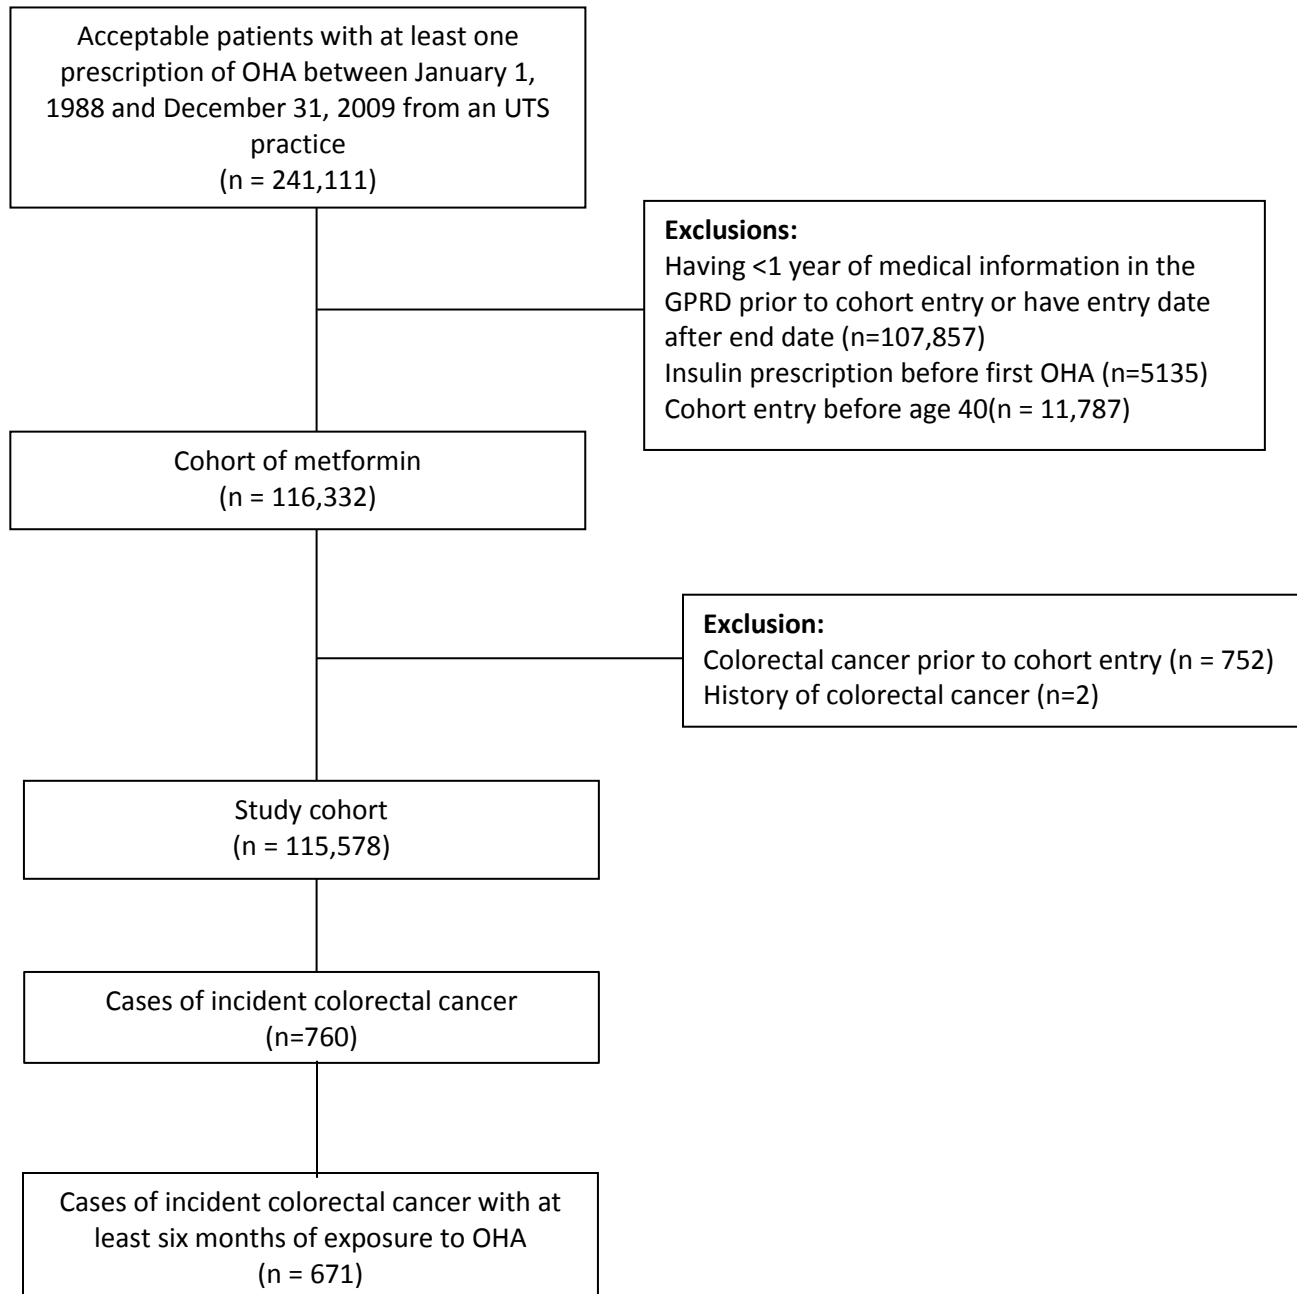 Acceptable patients with at least one
prescription of OHA between January 1,
1988 and December 31, 2009 from an UTS
practice
(n = 241,111)
Exclusions:
Having <1 year of medical information in the
GPRD prior to cohort entry or have entry date
after end date (n=107,857)
Insulin prescription before first OHA (n=5135)
Cohort entry before age 40(n = 11,787)
Cohort of metformin
(n = 116,332)
Exclusion:
Colorectal cancer prior to cohort entry (n = 752)
History of colorectal cancer (n=2)
Study cohort
(n = 115,578)
Cases of incident colorectal cancer
(n=760)
Cases of incident colorectal cancer with at
least six months of exposure to OHA
(n = 671)